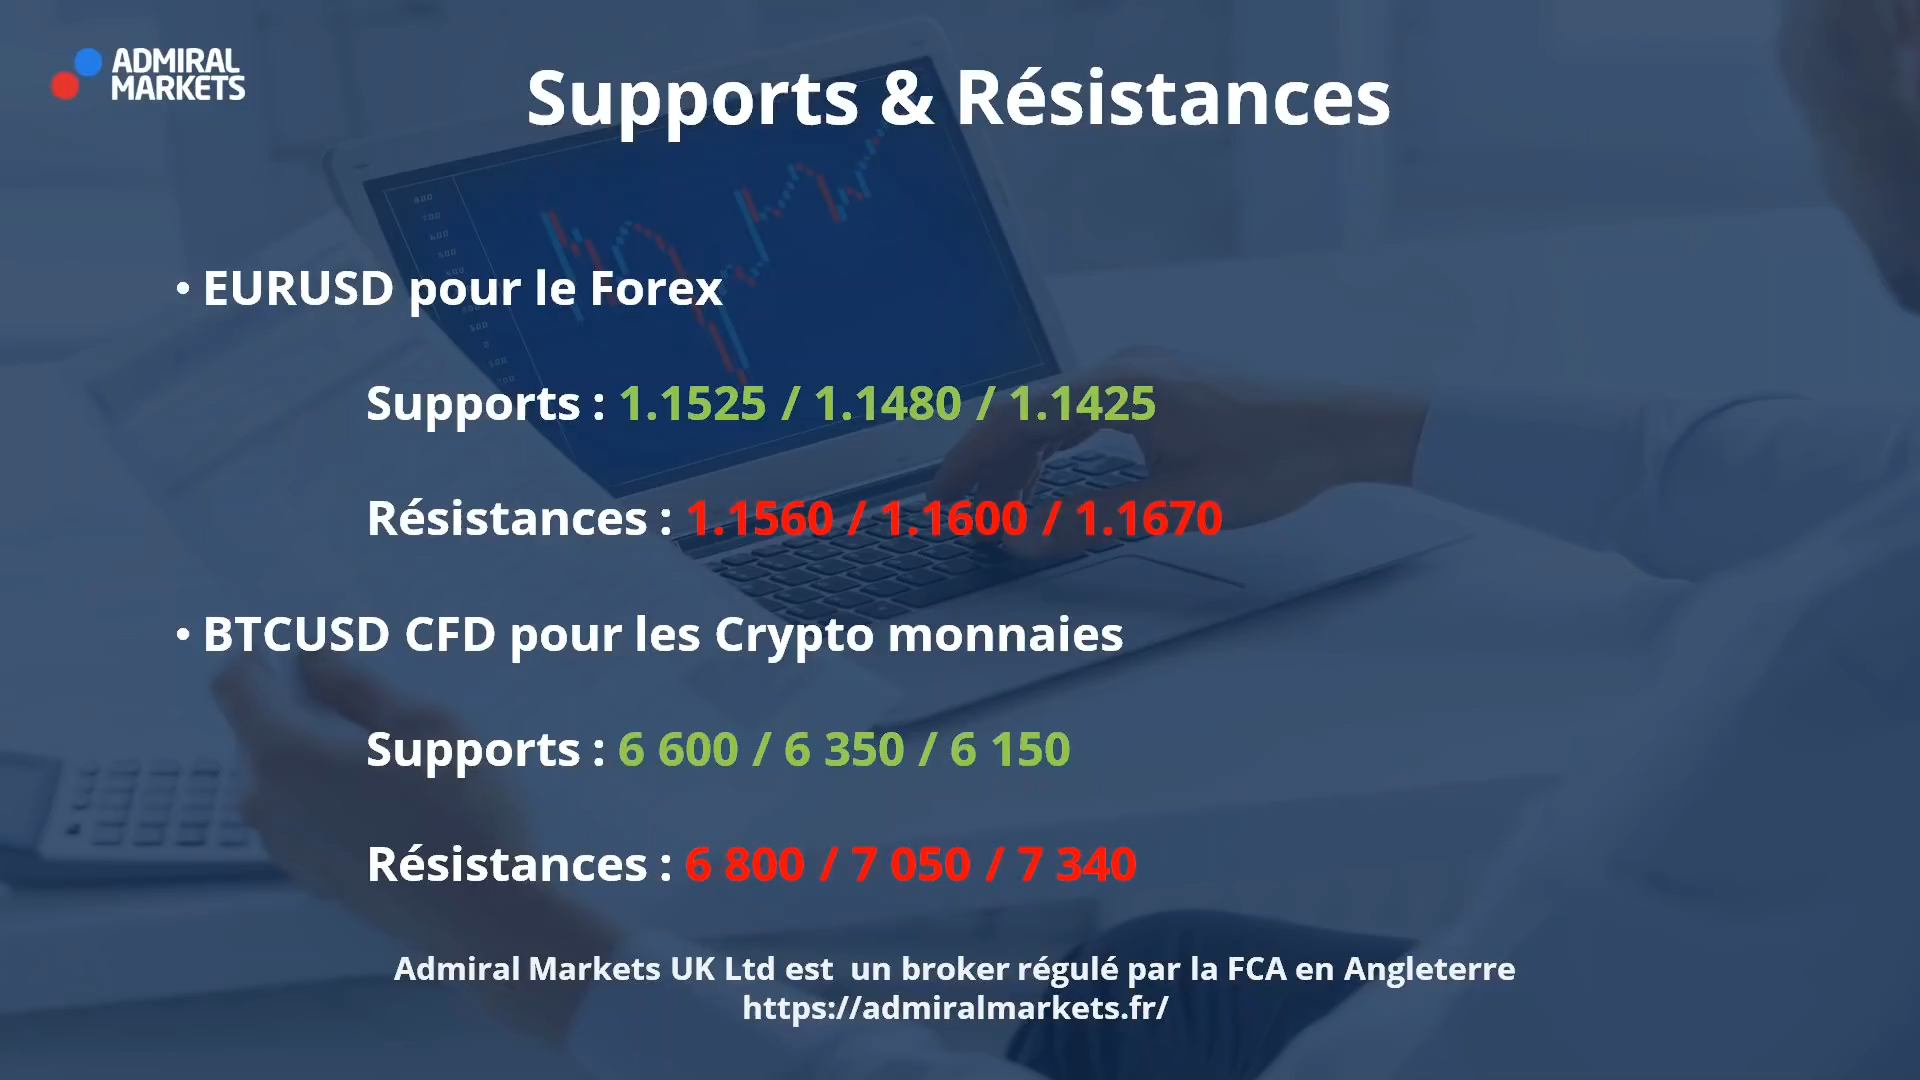 ADMIRAL
MARKETS
Supports & Résistances
• EURUSD pour le Forex
Supports : 1.1525 / 1.1480 / 1.1425
Résistances : 1.1560 / 1.1600 / 1.1670
• BTCUSD CFD pour les Crypto monnaies
Supports : 6 600 / 6 350 / 6 150
Résistances : 6 800 / 7 050 / 7 340
Admiral Markets UK Ltd est  un broker régulé par la FCA en Angleterre
https://admiralmarkets.fr/